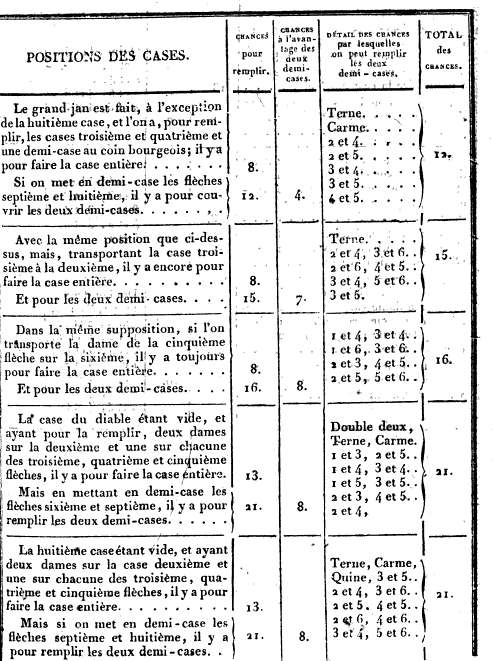 POSITIONS DES CASES.
CHANCES
pour
remplir.
CHANCES
à l'avan-
tage des
deux
demi-
cases.
DÉTAIL DES CHANCES
par lesquelles
on peut remplir
les deux
demi-cases.
TOTAL
des
CHANCES.
Le grand jan est fait, à l'exception
de la huitième case, et l'on a, pour rem-
plir, les cases troisième et quatrième et
une demi-case au coin bourgeois; il y a
pour faire la case entière. . . . . . .
8.
Si on met en demi-case les flèches
septième et huitième, il y a pour cou-
vrir les deux demi-cases. . . . . . .
12.
4.
Terne. . . . .
Carme. . . . .
2 et 4. . . . .
2 et 5. . . . .
3 et 4. . . . .
3 et 5. . . . .
4 et 5. . . . .
12.
Avec la même position que ci-des-
sus, mais, transportant la case troi-
sième à la deuxième, il y a encore pour
faire la case entière. . . . . . .
8.
Et pour les deux demi-cases. . . .
15.
7.
Terne. . . . .
2 et 4, 3 et 6. .
2 et 6, 4 et 5. .
3 et 4, 5 et 6. .
3 et 5.
15.
Dans la même supposition, si l'on
transporte la dame de la cinquième
flèche sur la sixième, il y a toujours
pour faire la case entière. . . . . .
8.
Et pour les deux demi-cases. . . .
16.
8.
1 et 4, 3 et 4. .
1 et 6, 3 et 6. .
2 et 3, 4 et 5. .
2 et 5, 5 et 6. .
16.
La case du diable étant vide, et
ayant pour la remplir, deux dames
sur la deuxième et une sur chacune
des troisième, quatrième et cinquième
flèches, il y a pour faire la case entière.
13.
Mais en mettant en demi-case les
flèches sixième et septième, il y a pour
remplir les deux demi-cases. . . . .
21.
8.
Double deux,
Terne, Carme.
1 et 3, 2 et 5. .
1 et 4, 3 et 4. .
1 et 5, 3 et 5. .
2 et 3, 4 et 5. .
2 et 4,
21.
La huitième case étant vide, et ayant
deux dames sur la case deuxième et
une sur chacune des troisième, qua-
trième et cinquième flèches, il y a pour
faire la case entière. . . . . . . . .
13.
Mais si on met en demi-case les
flèches septième et huitième, il y a
pour remplir les deux demi-cases. .
21.
8.
Terne, Carme,
Quine, 3 et 5. .
2 et 4, 3 et 6. .
2 et 5. 4 et 5. .
2 et 6, 4 et 6. .
3 et 4, 5 et 6. .
21.